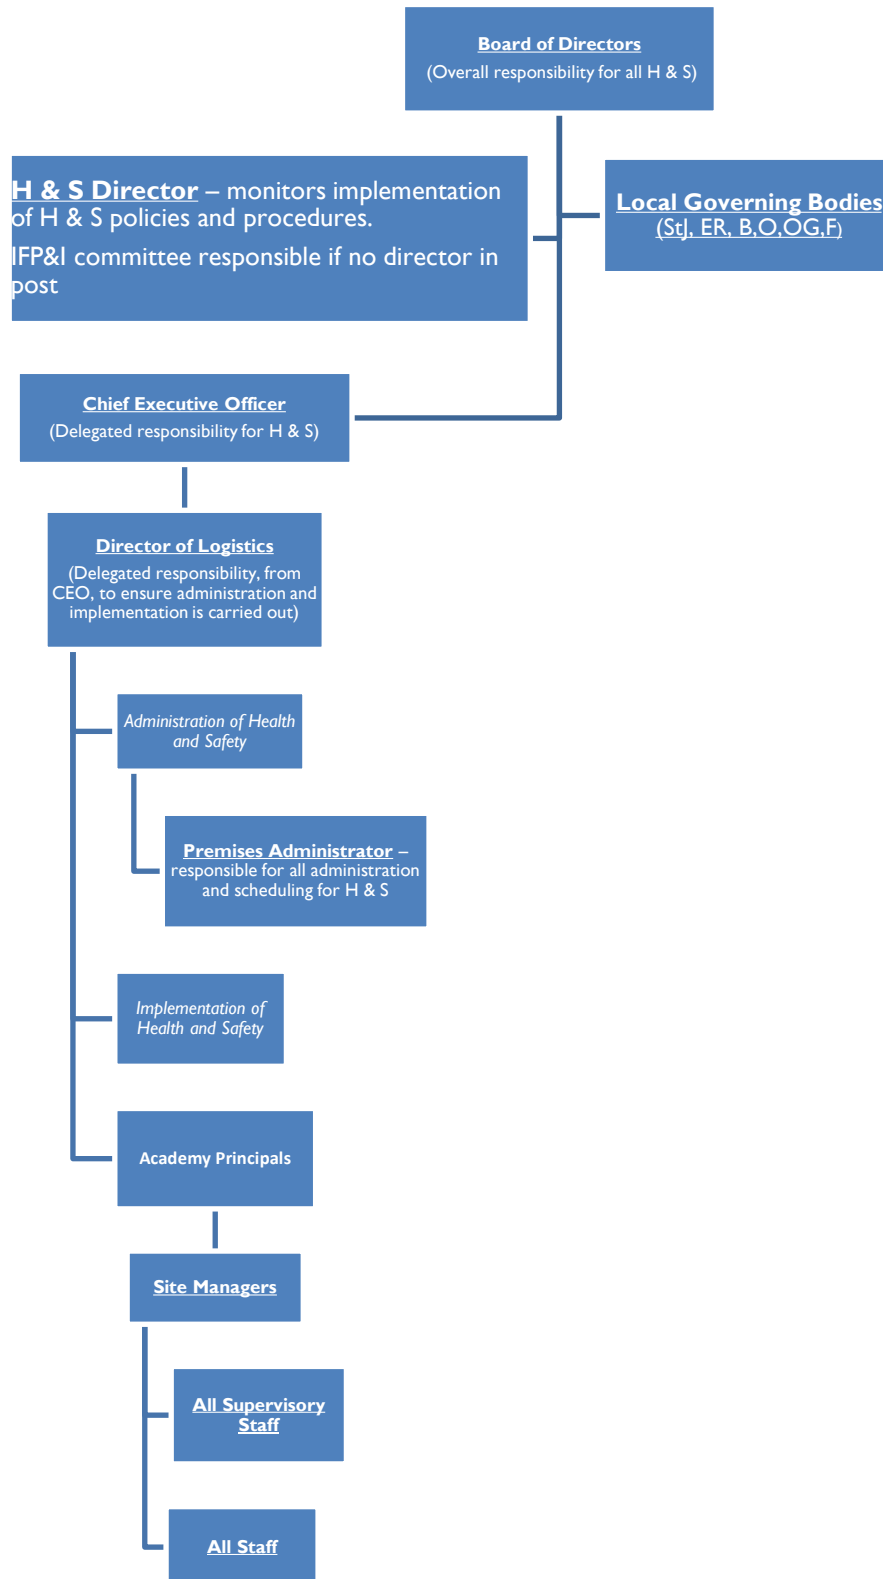 Board of Directors
(Overall responsibility for all H & S)
H & S Director – monitors implementation
of H & S policies and procedures.
IFP&I committee responsible if no director in
post
Local Governing Bodies
(StJ, ER, B,O,OG,F)
Chief Executive Officer
(Delegated responsibility for H & S)
Director of Logistics
(Delegated responsibility, from
CEO, to ensure administration and
implementation is carried out)
Administration of Health
and Safety
Premises Administrator –
responsible for all administration
and scheduling for H & S
Implementation of
Health and Safety
Academy Principals
Site Managers
All Supervisory
Staff
All Staff